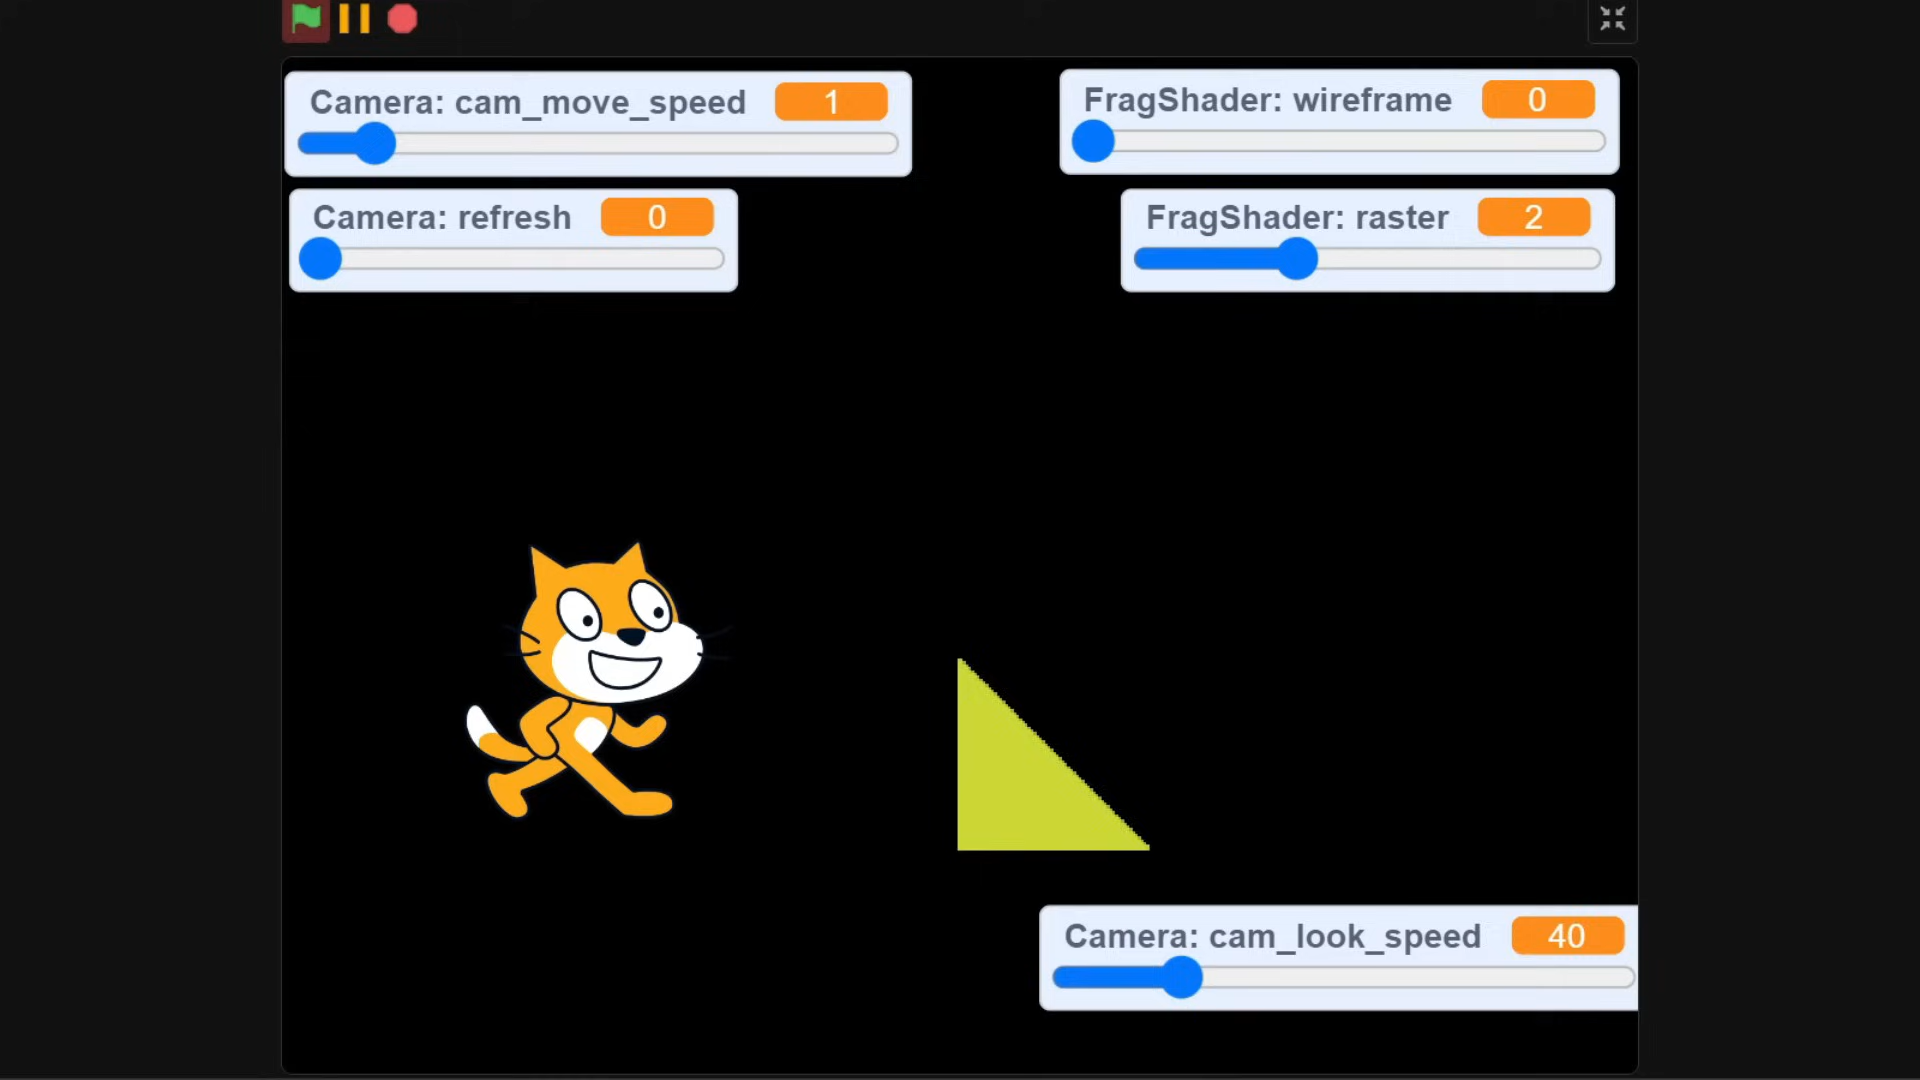 Camera: cam_move_speed 1
FragShader: wireframe 0
Camera: refresh 0
FragShader: raster 2
Camera: cam_look_speed 40